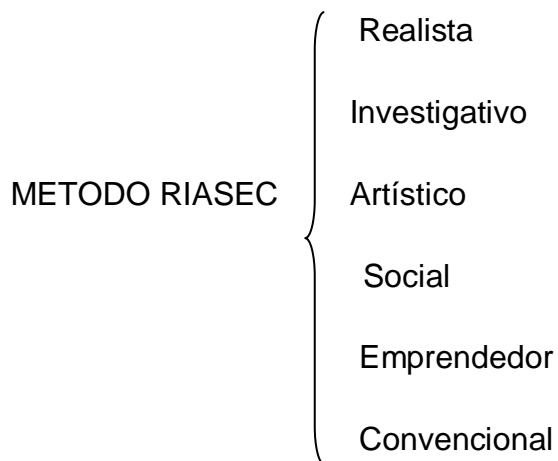 Realista
Investigativo
METODO RIASEC
Artístico
Social
Emprendedor
Convencional